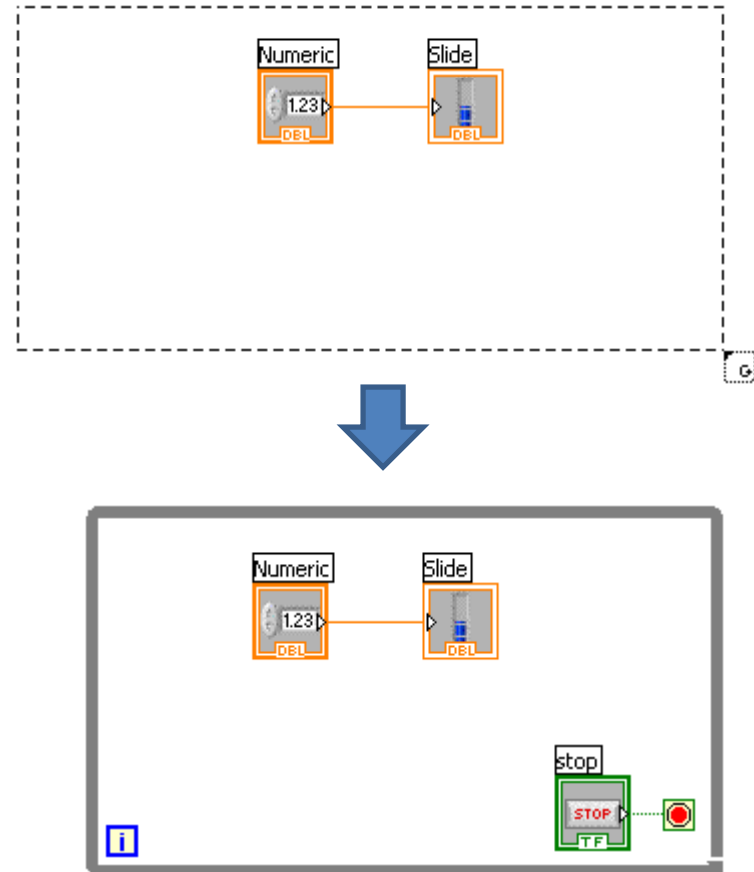 Numeric Slide
1.23
DBL DBL
Numeric Slide
1.23
DBL DBL
stop
STOP
TF
i